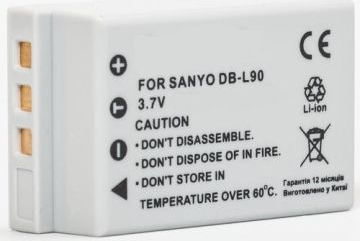 FOR SANYO DB-L90
3.7V
CAUTION
• DON'T DISASSEMBLE.
• DON'T DISPOSE OF IN FIRE.
• DON'T STORE IN
TEMPERATURE OVER 60°C.
CE
Li-ion
Гарантія 12 місяців
Виготовлено у Китаї